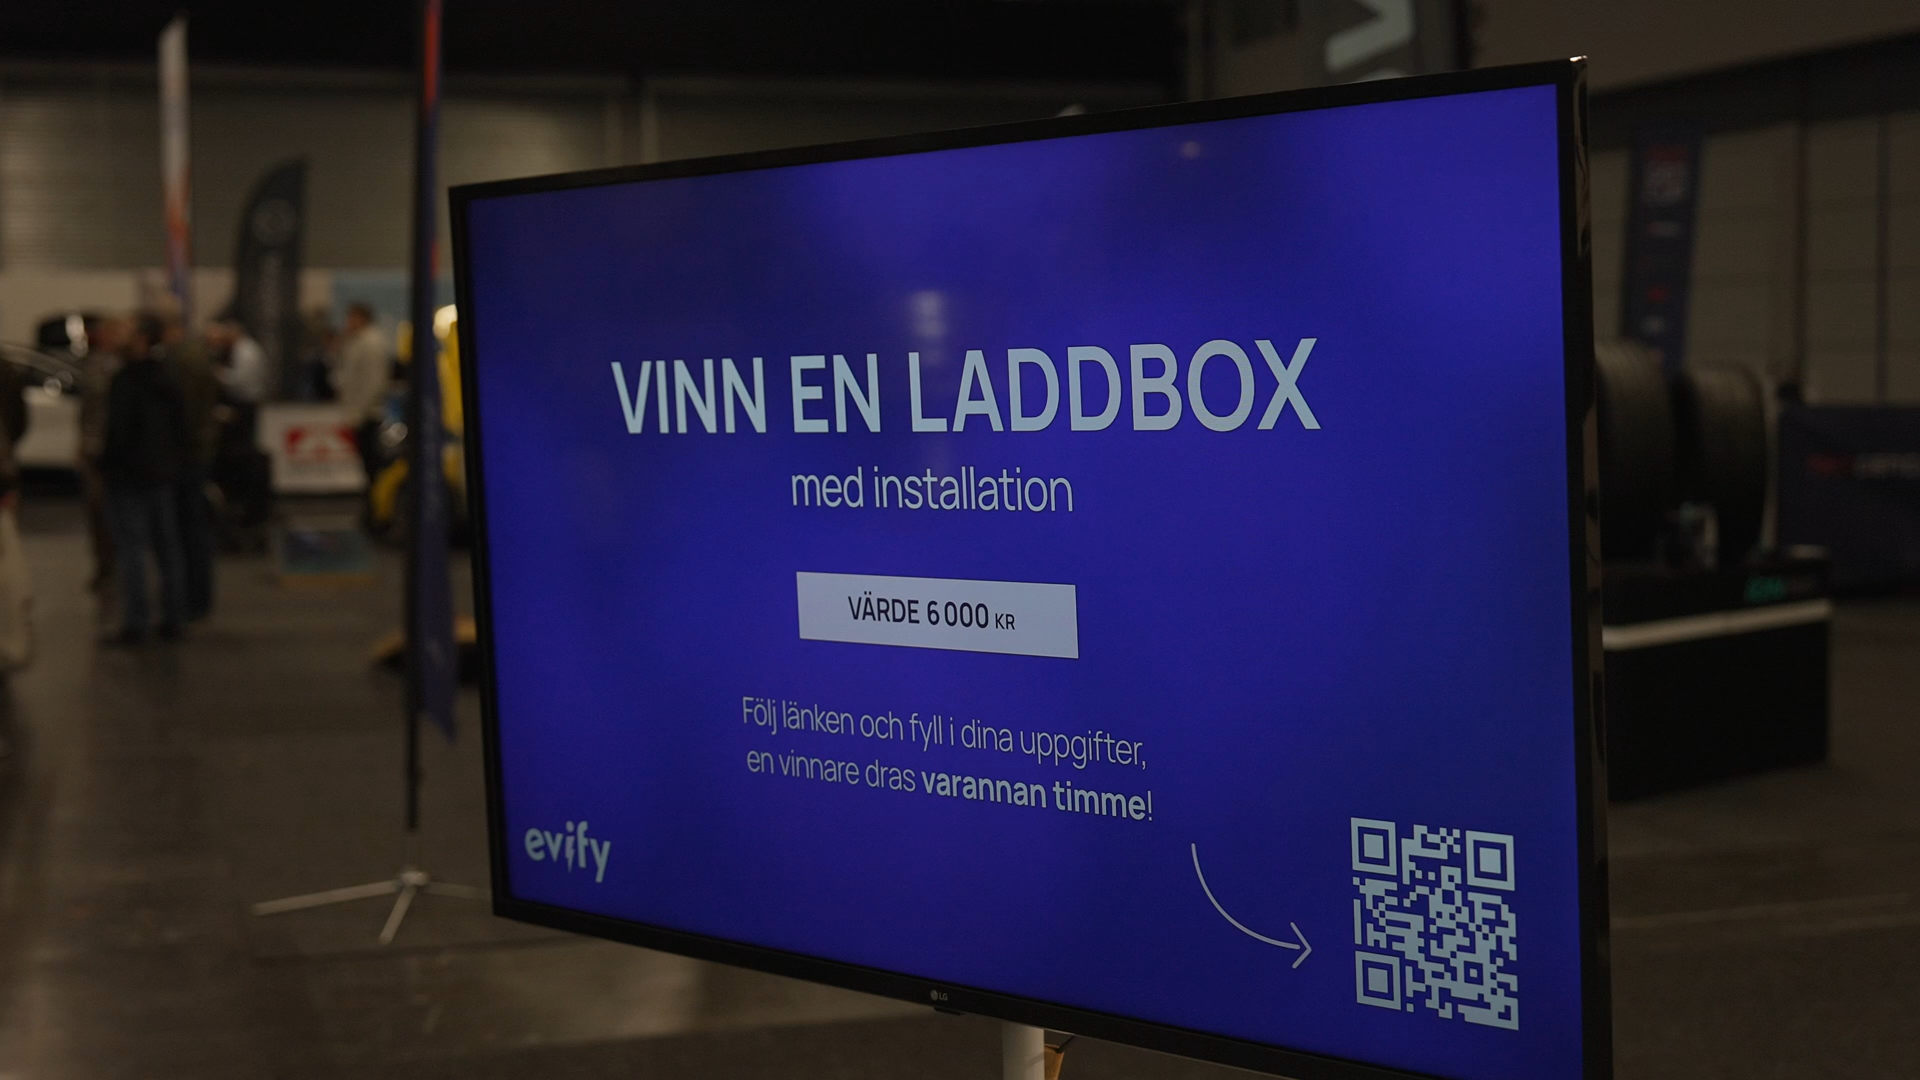 VINN EN LADDBOX
med installation
VÄRDE 6 000 KR
Följ länken och fyll i dina uppgifter,
en vinnare dras varannan timme!
evify
LG